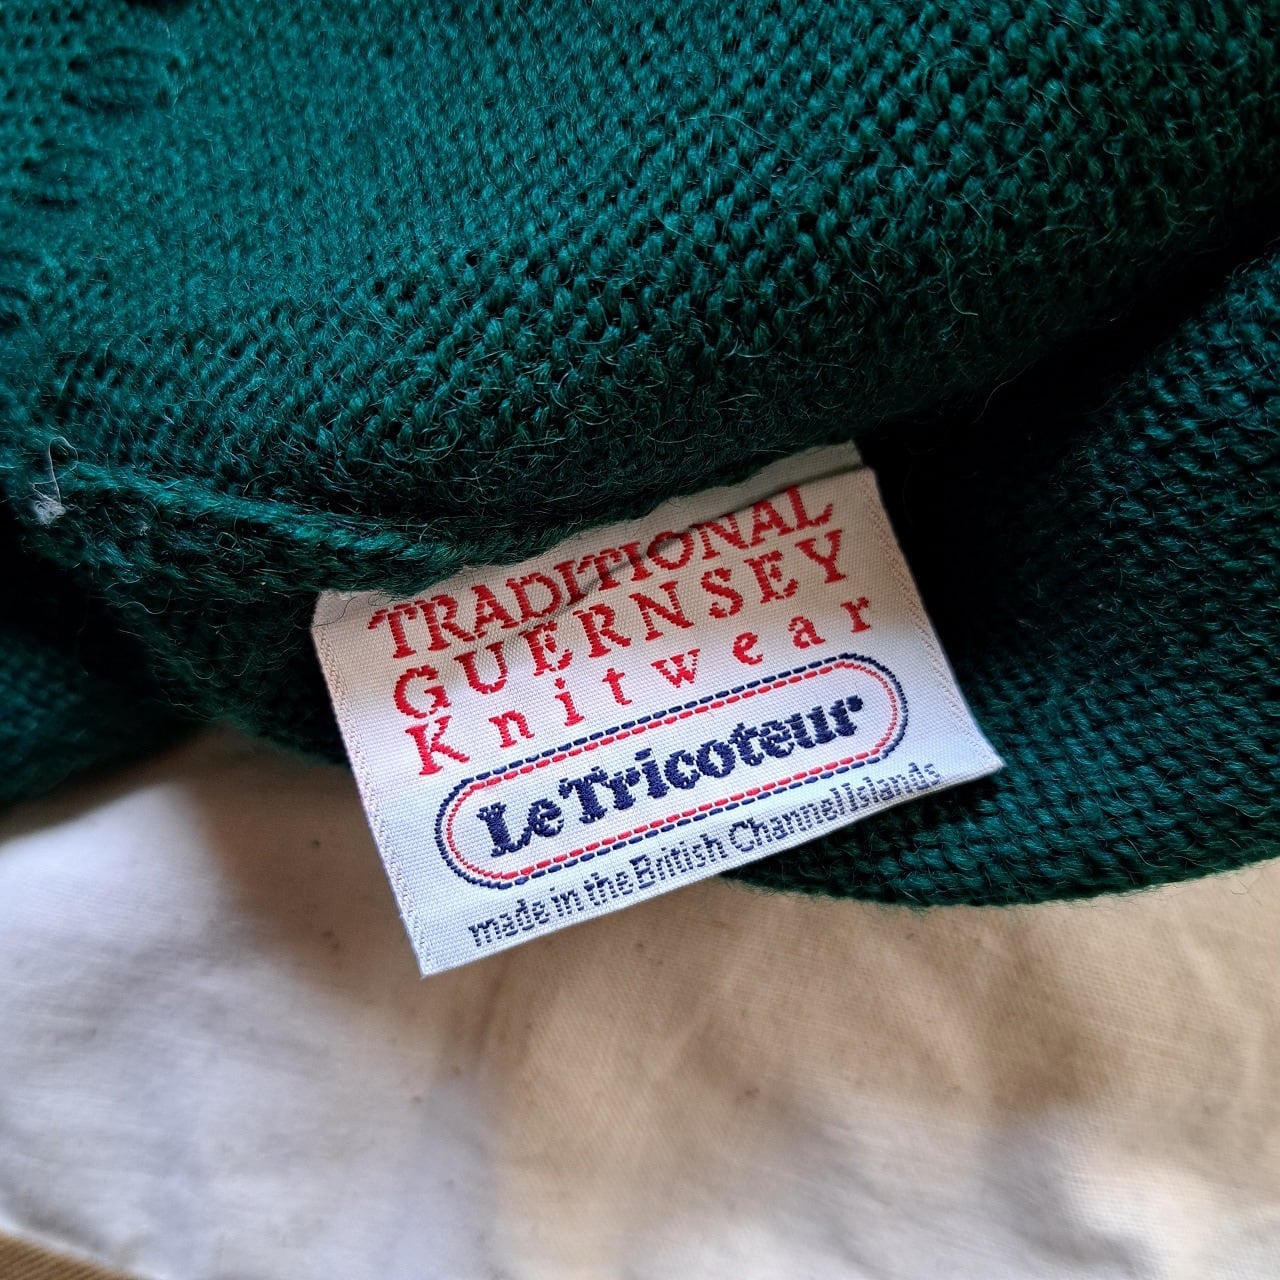 TRADITIONAL
GUERNSEY
Knitwear
Le Tricoteur
made in the British Channel Islands